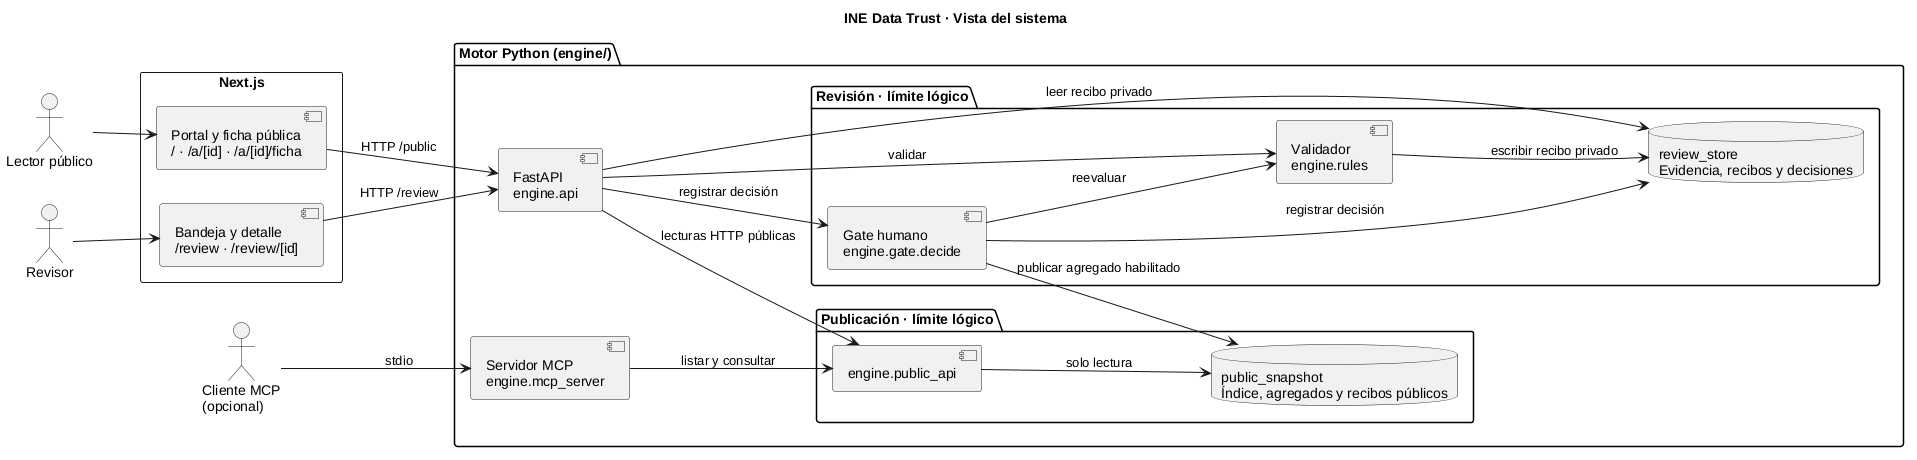 INE Data Trust · Vista del sistema
Motor Python (engine/)
Next.js
Revisión · límite lógico
leer recibo privado
Lector público
Portal y ficha pública
/ · /a/[id] · /a/[id]/ficha
HTTP /public
FastAPI
engine.api
validar
Validador
engine.rules
escribir recibo privado
review_store
Evidencia, recibos y decisiones
reevaluar
HTTP /review
registrar decisión
Revisor
Bandeja y detalle
/review · /review/[id]
lecturas HTTP públicas
Gate humano
engine.gate.decide
registrar decisión
publicar agregado habilitado
Publicación · límite lógico
Cliente MCP
(opcional)
stdio
Servidor MCP
engine.mcp_server
listar y consultar
engine.public_api
solo lectura
public_snapshot
Índice, agregados y recibos públicos